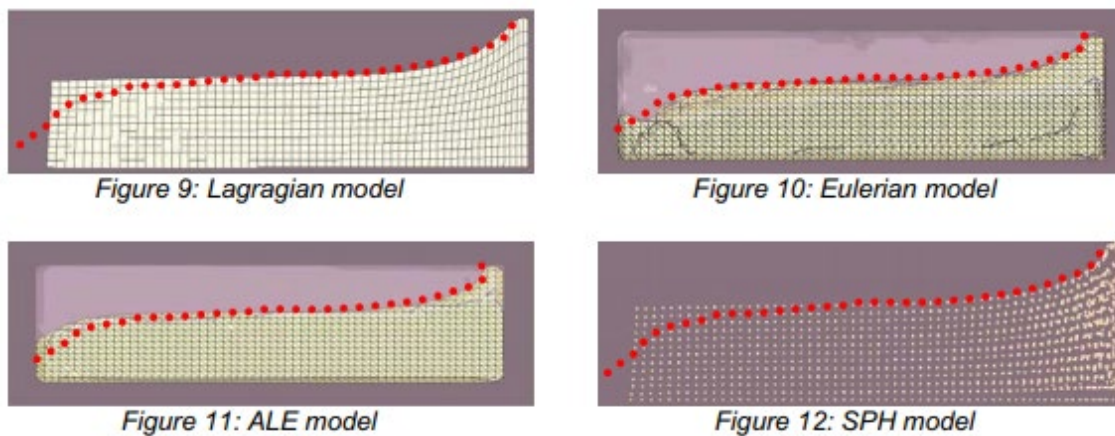 Figure 9: Lagragian model
Figure 10: Eulerian model
Figure 11: ALE model
Figure 12: SPH model